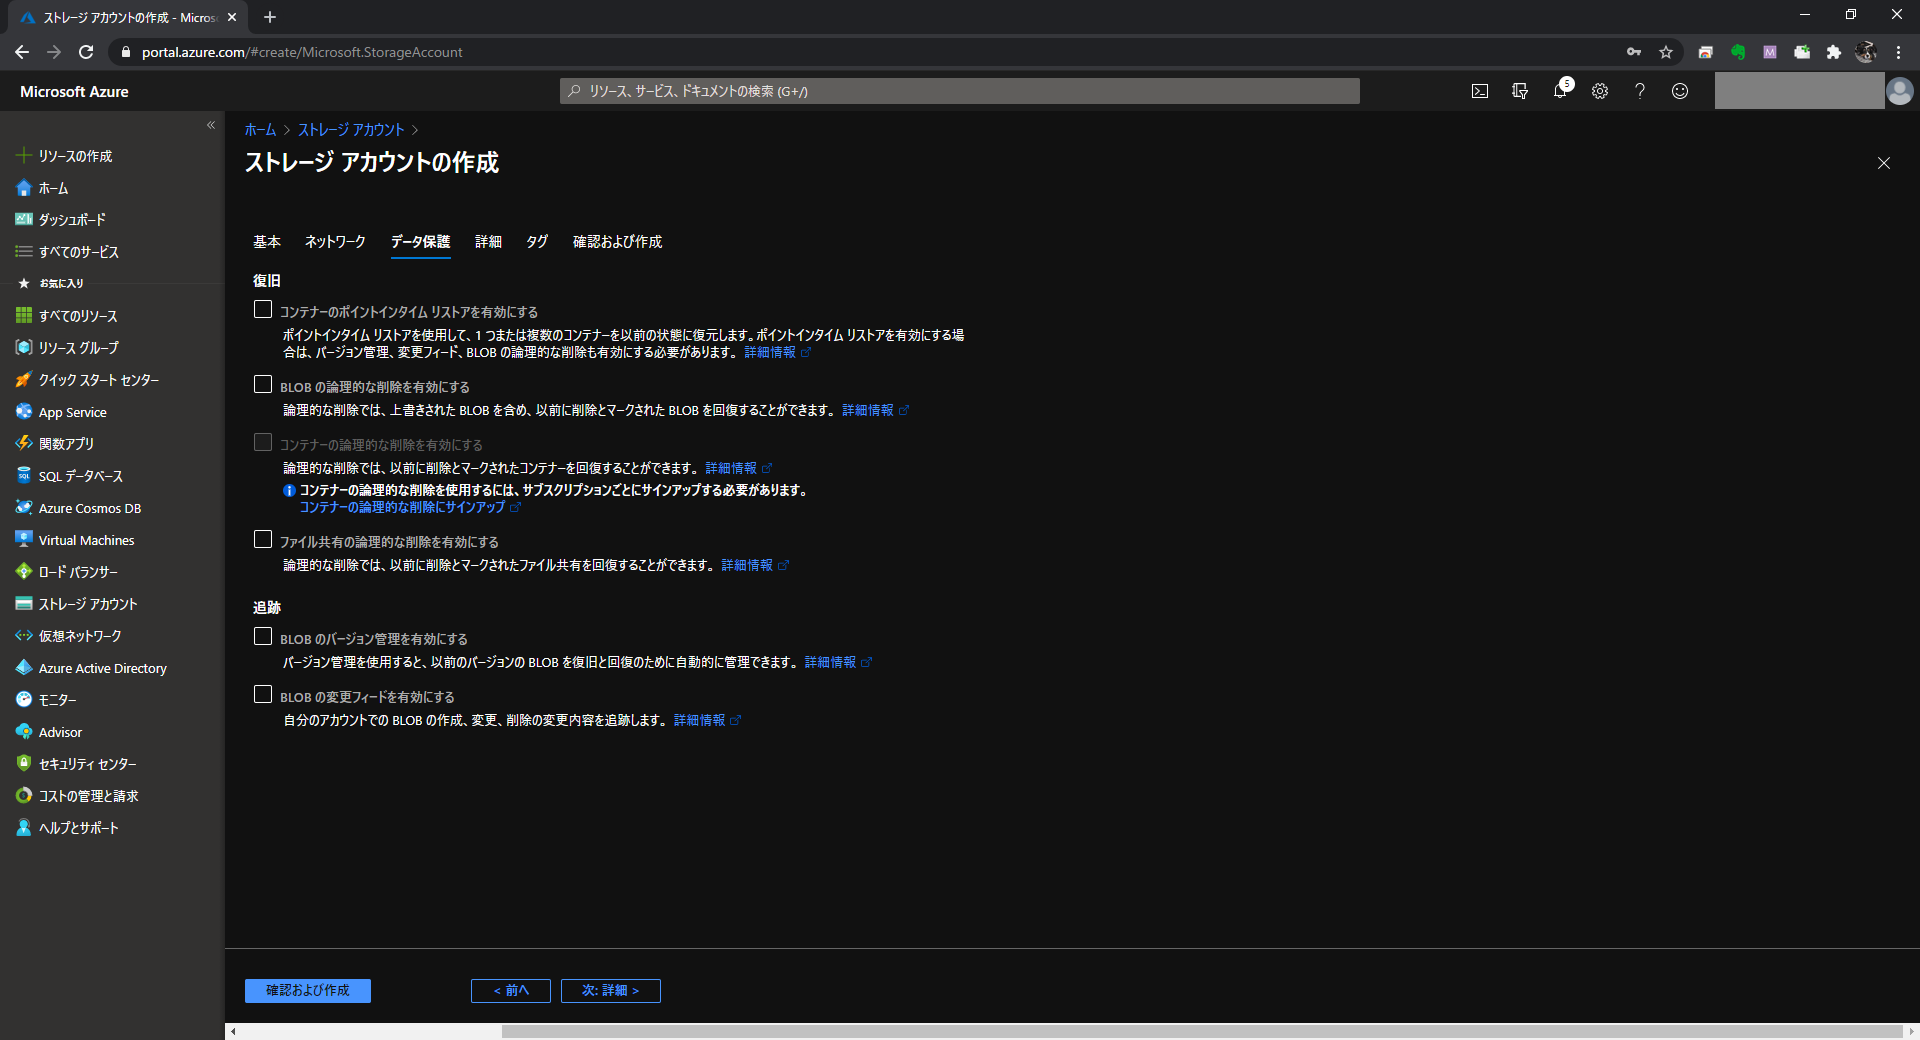 ストレージ アカウントの作成 - Micros
portal.azure.com/#create/Microsoft.StorageAccount
Microsoft Azure
リソース、サービス、ドキュメントの検索 (G+/)
5
リソースの作成
ホーム
ダッシュボード
すべてのサービス
お気に入り
すべてのリソース
リソース グループ
クイック スタート センター
App Service
関数アプリ
SQL データベース
Azure Cosmos DB
Virtual Machines
ロード バランサー
ストレージ アカウント
仮想ネットワーク
Azure Active Directory
モニター
Advisor
セキュリティ センター
コストの管理と請求
ヘルプとサポート
ホーム > ストレージ アカウント >
ストレージ アカウントの作成
基本 ネットワーク データ保護 詳細 タグ 確認および作成
復旧
コンテナーのポイントインタイム リストアを有効にする
ポイントインタイム リストアを使用して、1 つまたは複数のコンテナーを以前の状態に復元します。ポイントインタイム リストアを有効にする場
合は、バージョン管理、変更フィード、BLOB の論理的な削除も有効にする必要があります。 詳細情報
BLOB の論理的な削除を有効にする
論理的な削除では、上書きされた BLOB を含め、以前に削除とマークされた BLOB を回復することができます。 詳細情報
コンテナーの論理的な削除を有効にする
論理的な削除では、以前に削除とマークされたコンテナーを回復することができます。 詳細情報
コンテナーの論理的な削除を使用するには、サブスクリプションごとにサインアップする必要があります。
コンテナーの論理的な削除にサインアップ
ファイル共有の論理的な削除を有効にする
論理的な削除では、以前に削除とマークされたファイル共有を回復することができます。 詳細情報
追跡
BLOB のバージョン管理を有効にする
バージョン管理を使用すると、以前のバージョンの BLOB を復旧と回復のために自動的に管理できます。 詳細情報
BLOB の変更フィードを有効にする
自分のアカウントでの BLOB の作成、変更、削除の変更内容を追跡します。 詳細情報
確認および作成 < 前へ 次: 詳細 >